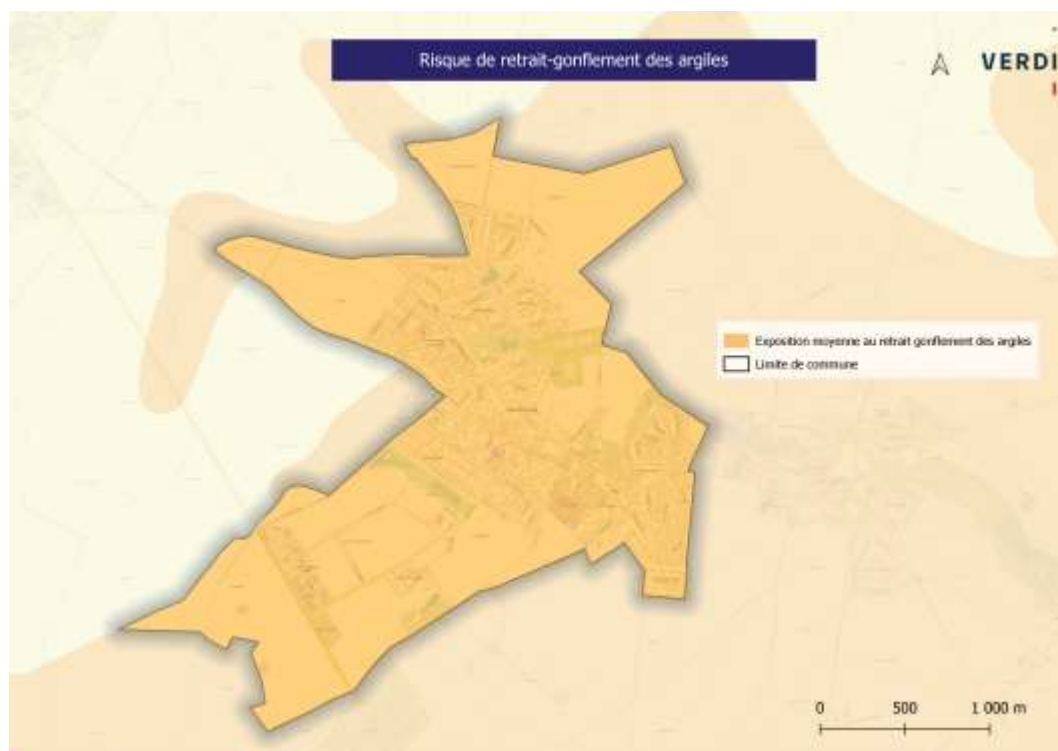 Risque de retrait-gonflement des argiles
VERDI
Exposition moyenne au retrait gonflement des argiles
Limite de commune
0 500 1 000 m